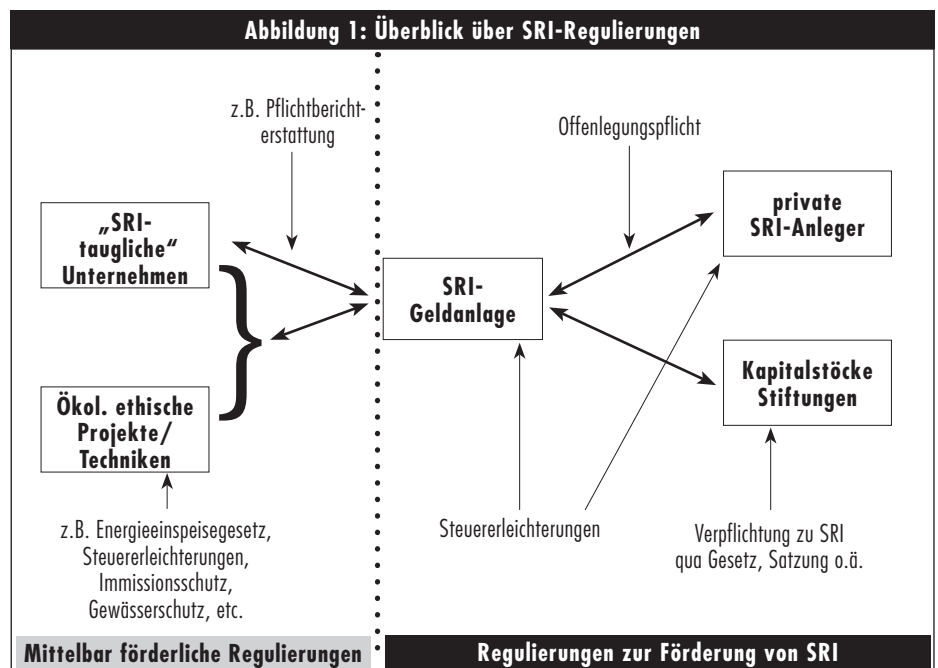 Abbildung 1: Überblick über SRI-Regulierungen
z.B. Pflichtbericht-
erstattung
Offenlegungspflicht
„SRI-
taugliche“
Unternehmen
private
SRI-Anleger
SRI-
Geldanlage
Ökol. ethische
Projekte/
Techniken
Kapitalstöcke
Stiftungen
z.B. Energieeinspeisegesetz,
Steuererleichterungen,
Immissionsschutz,
Gewässerschutz, etc.
Steuererleichterungen
Verpflichtung zu SRI
qua Gesetz, Satzung o.ä.
Mittelbar förderliche Regulierungen
Regulierungen zur Förderung von SRI